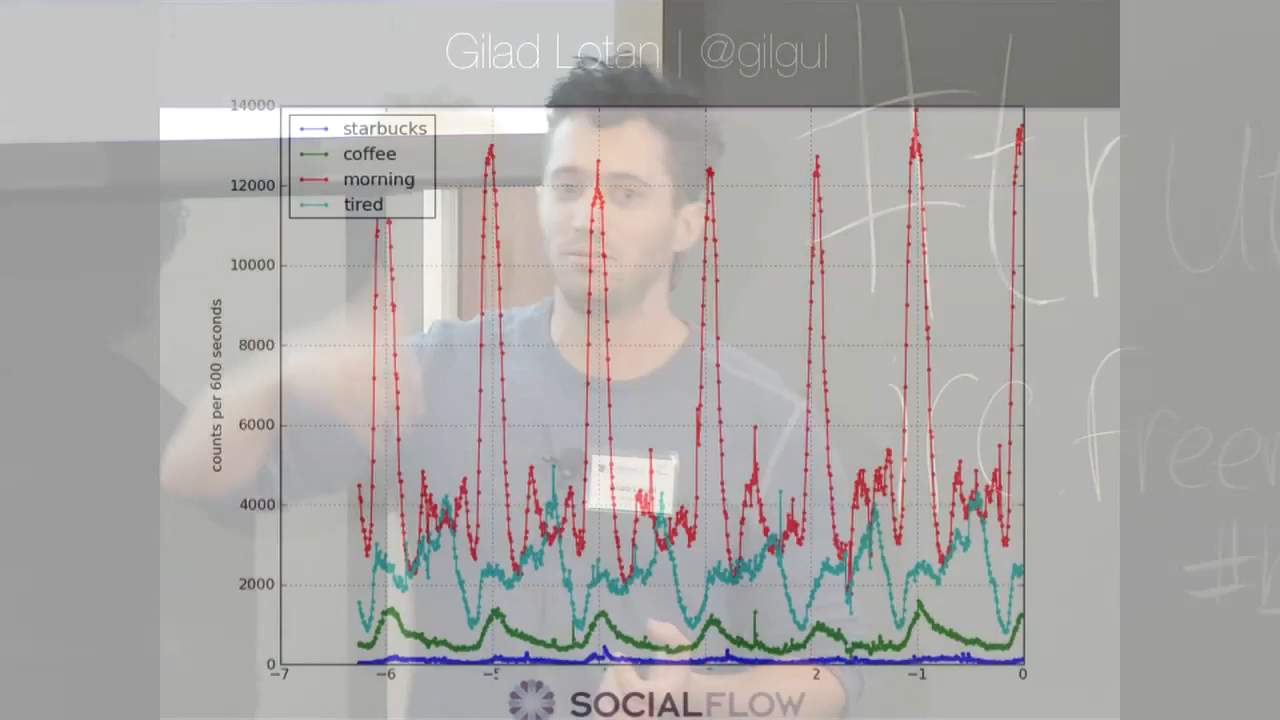 Gilad Lotan | @gilgul
14000
12000
10000
8000
6000
4000
2000
0
counts per 600 seconds
starbucks
coffee
morning
tired
−7
−6
2
−1
0
SOCIALFLOW